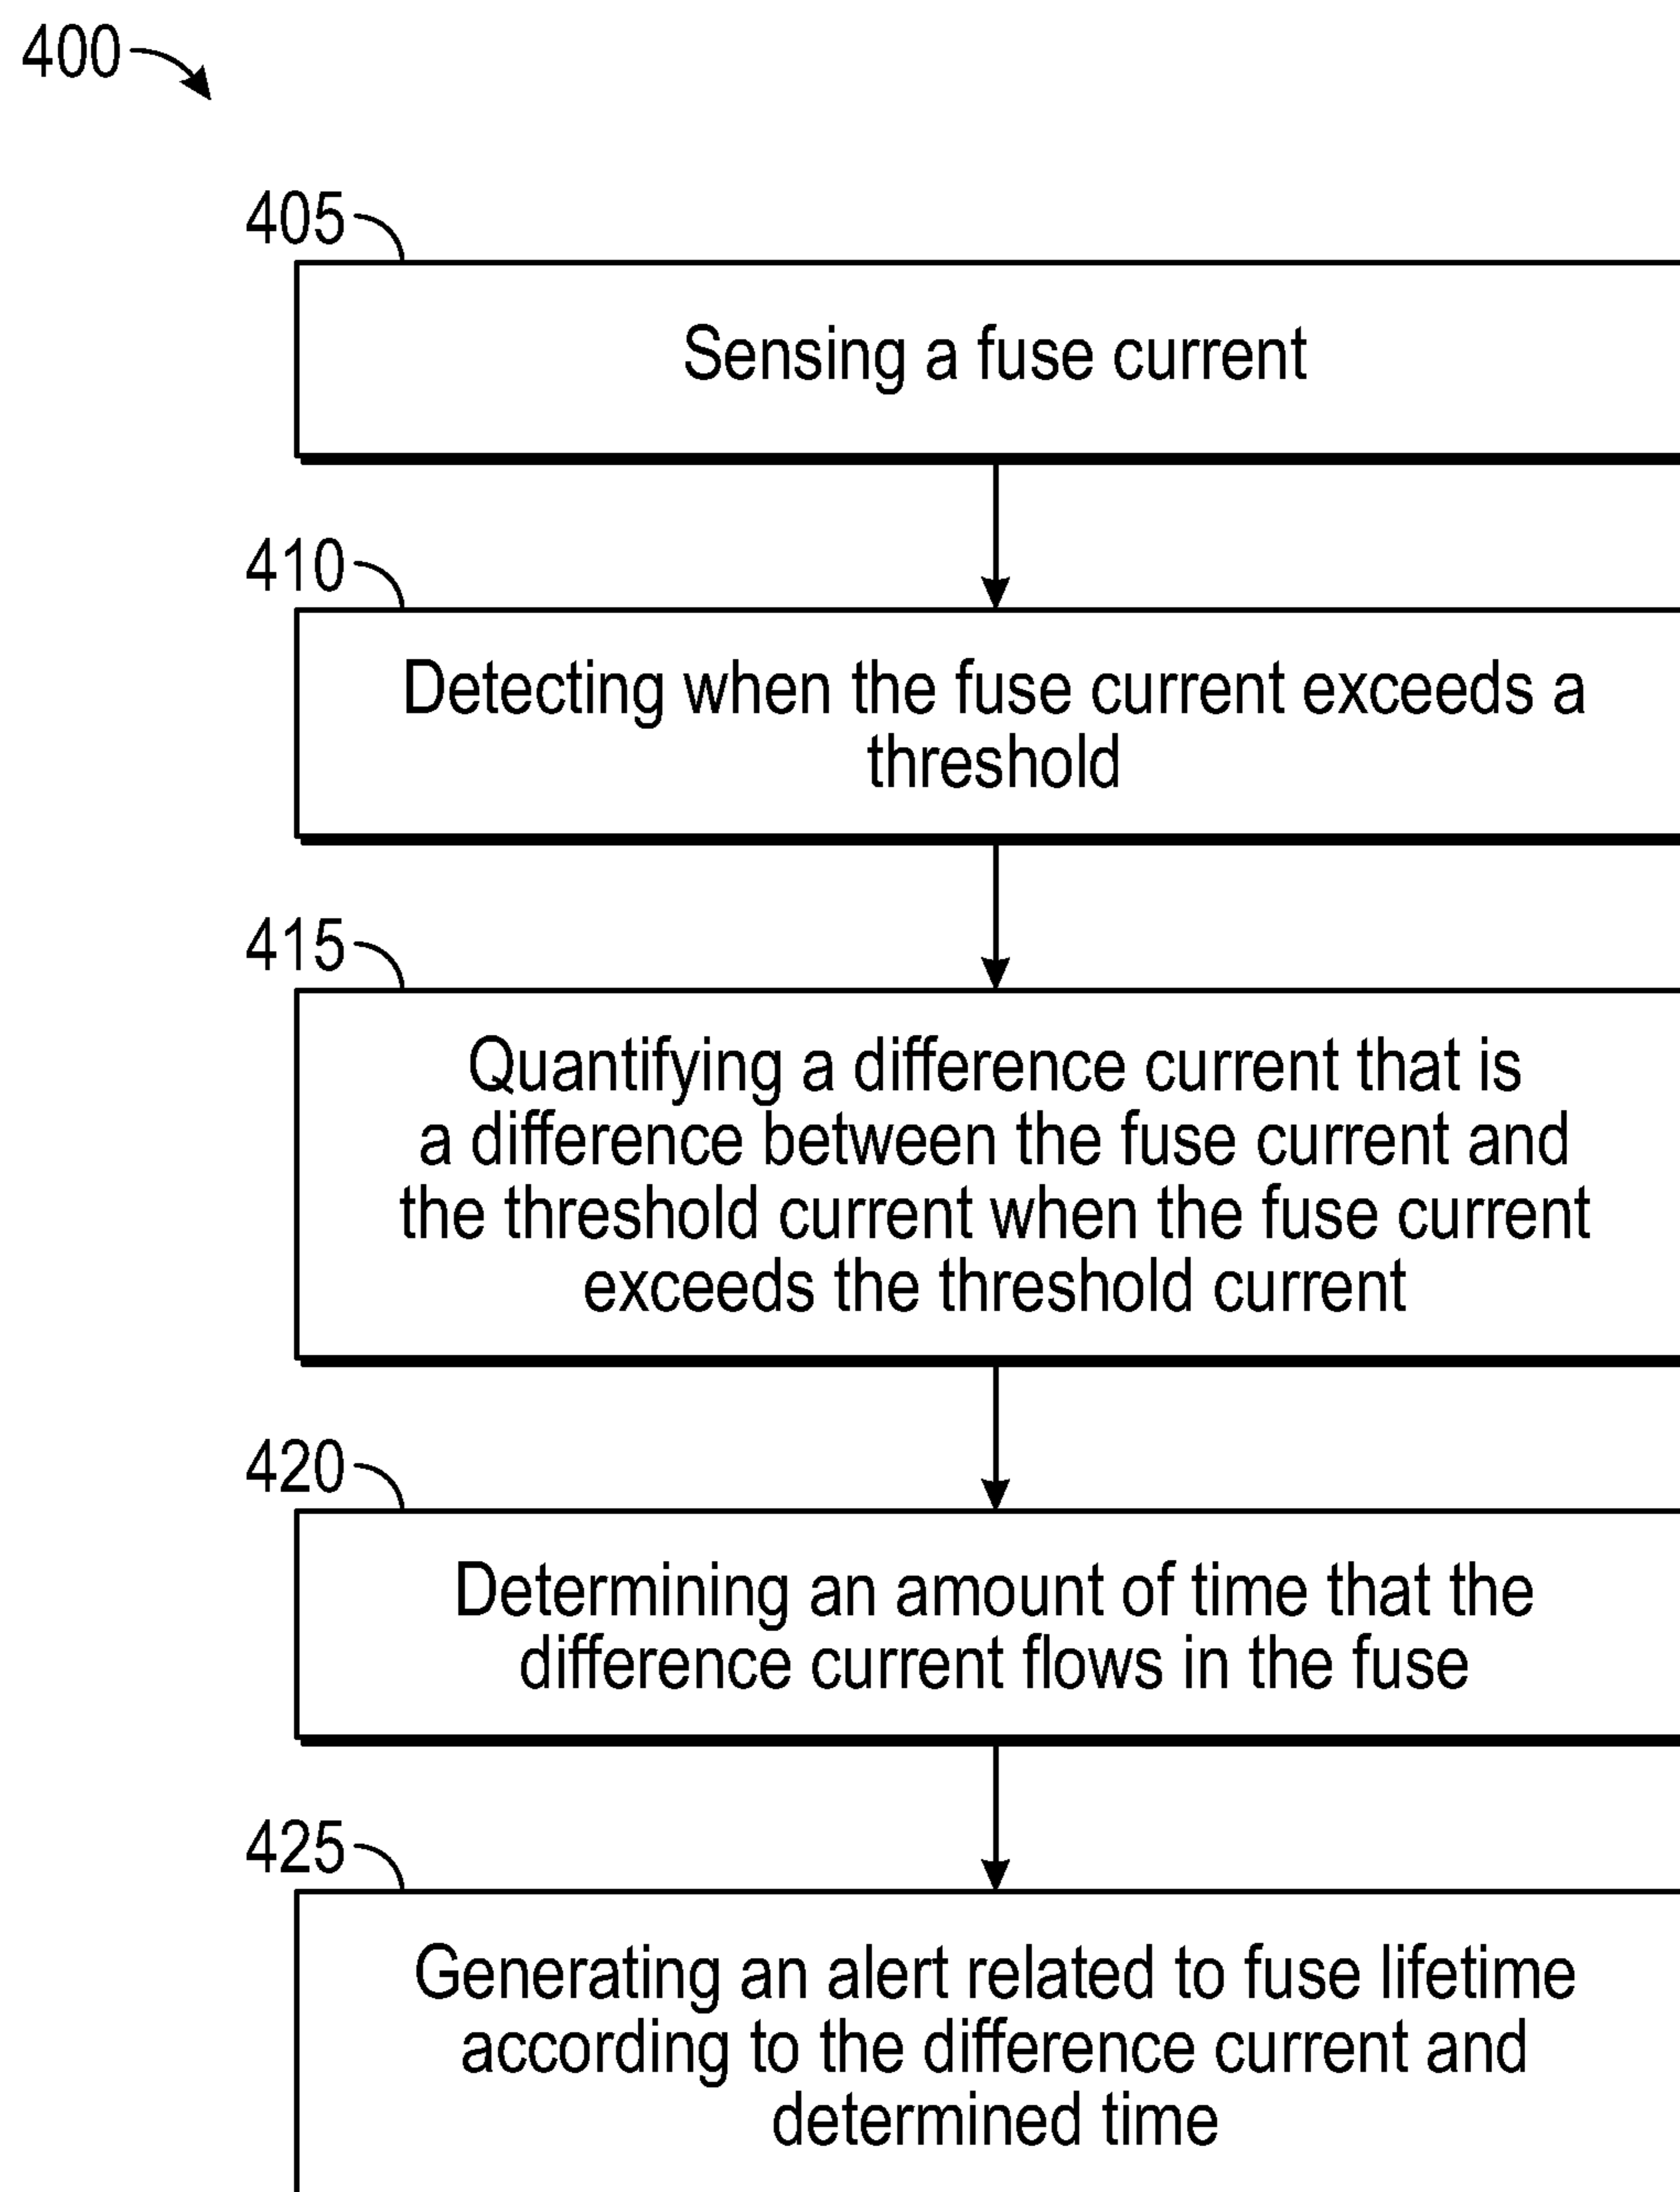 400
405
Sensing a fuse current
410
Detecting when the fuse current exceeds a
threshold
415
Quantifying a difference current that is
a difference between the fuse current and
the threshold current when the fuse current
exceeds the threshold current
420
Determining an amount of time that the
difference current flows in the fuse
425
Generating an alert related to fuse lifetime
according to the difference current and
determined time